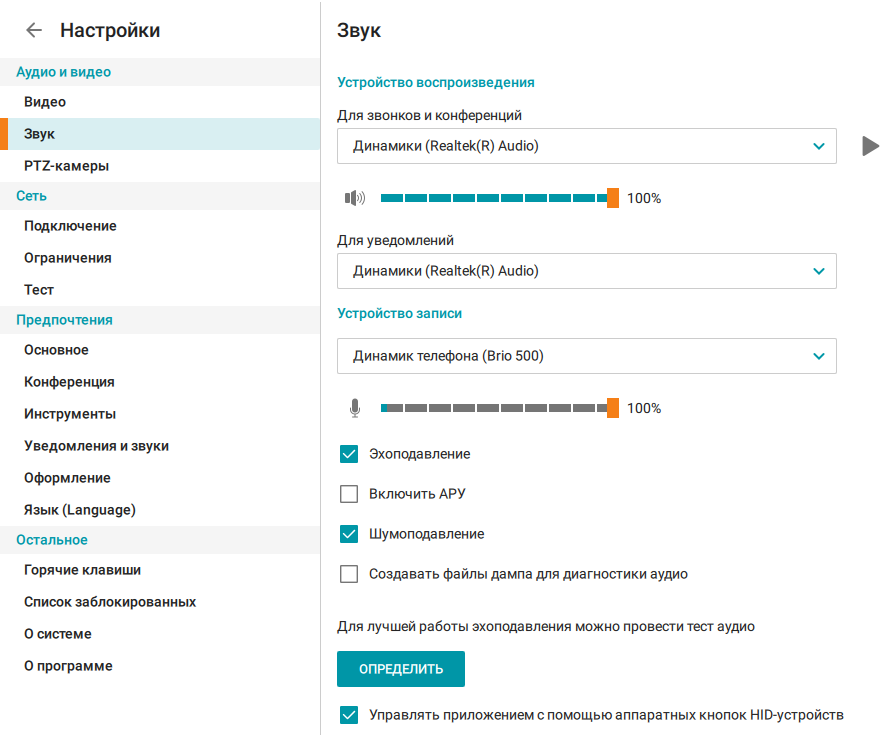 Настройки
Аудио и видео
Видео
Звук
PTZ-камеры
Сеть
Подключение
Ограничения
Тест
Предпочтения
Основное
Конференция
Инструменты
Уведомления и звуки
Оформление
Язык (Language)
Остальное
Горячие клавиши
Список заблокированных
О системе
О программе
Звук
Устройство воспроизведения
Для звонков и конференций
Динамики (Realtek(R) Audio)
100%
Для уведомлений
Динамики (Realtek(R) Audio)
Устройство записи
Динамик телефона (Brio 500)
100%
Эхоподавление
Включить АРУ
Шумоподавление
Создавать файлы дампа для диагностики аудио
Для лучшей работы эхоподавления можно провести тест аудио
ОПРЕДЕЛИТЬ
Управлять приложением с помощью аппаратных кнопок HID-устройств